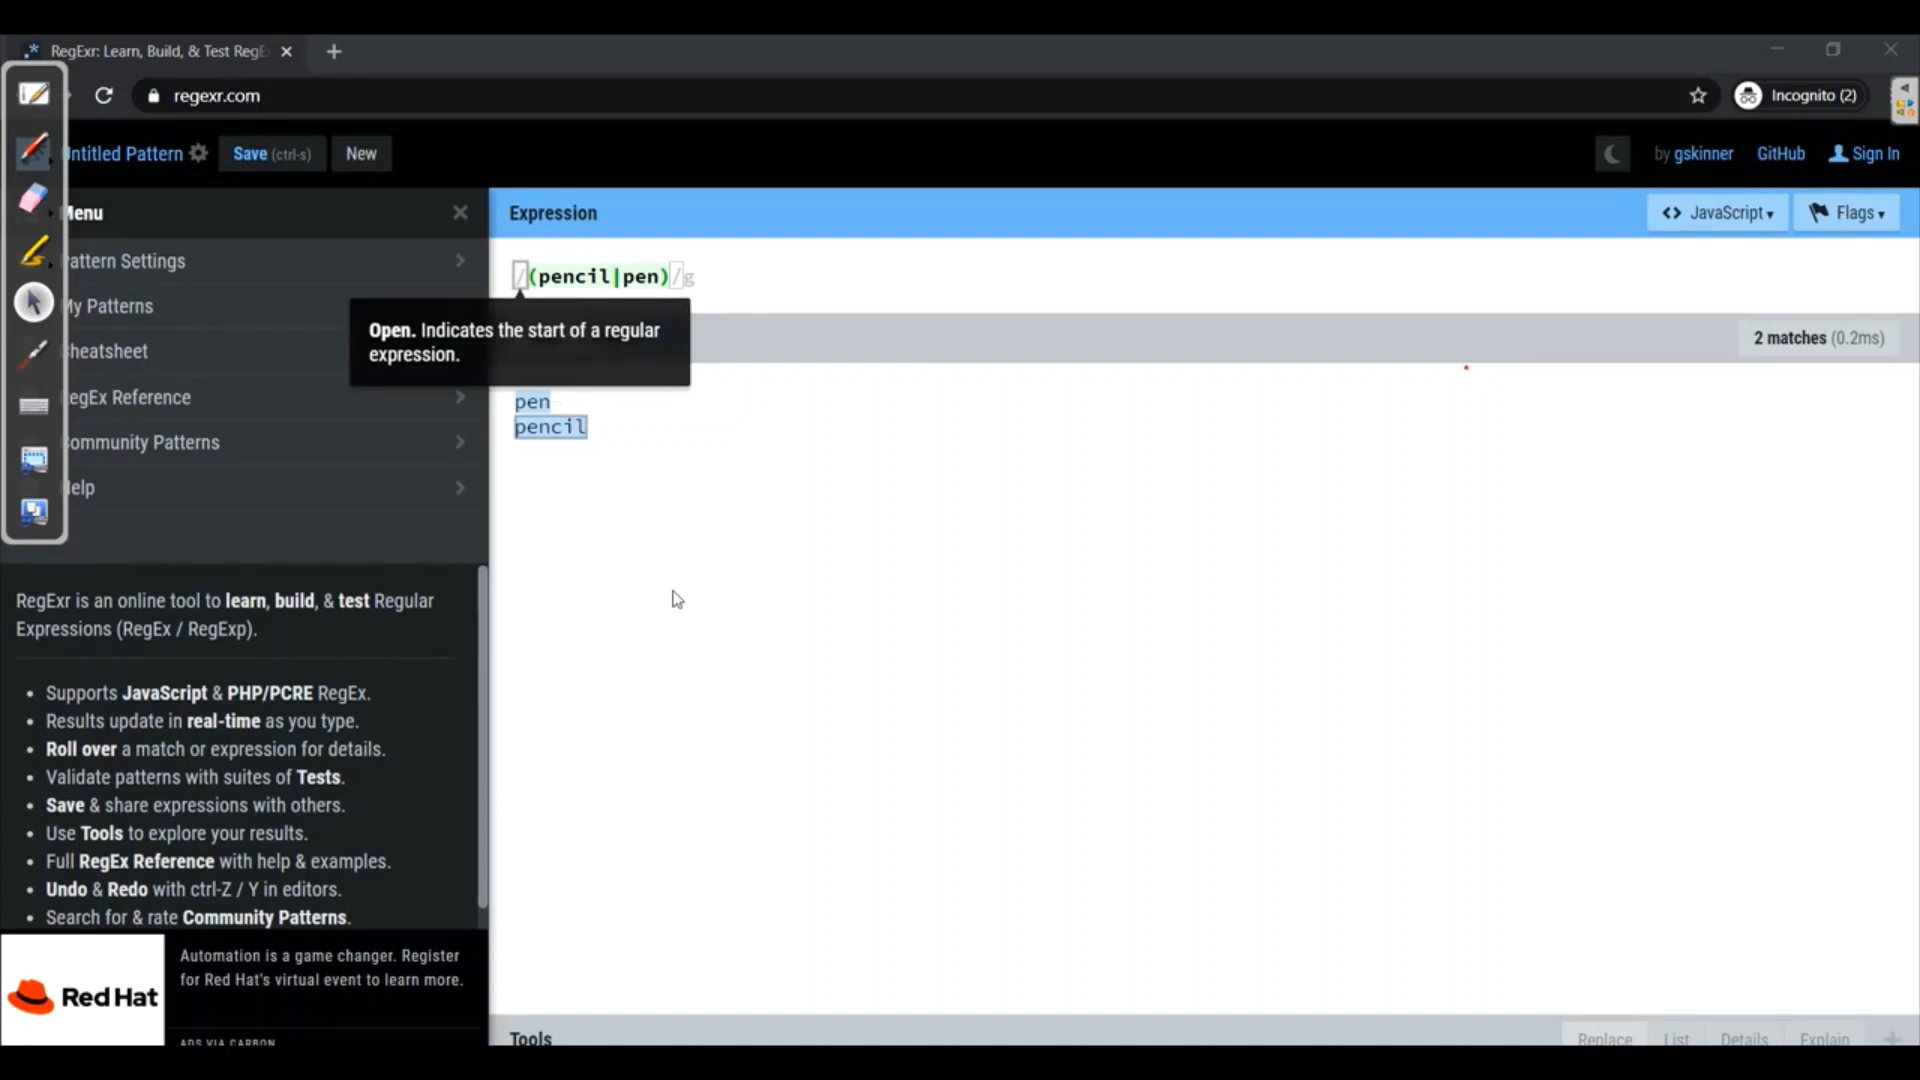 RegExr: Learn, Build, & Test RegE
regexr.com
Incognito (2)
ntitled Pattern
Save (ctrl-s)
New
by gskinner
GitHub
Sign In
Menu
Expression
JavaScript
Flags
attern Settings
/(pencil|pen)/g
My Patterns
Open. Indicates the start of a regular
expression.
2 matches (0.2ms)
heatsheet
egEx Reference
pen
pencil
ommunity Patterns
elp
RegExr is an online tool to learn, build, & test Regular
Expressions (RegEx / RegExp).
• Supports JavaScript & PHP/PCRE RegEx.
• Results update in real-time as you type.
• Roll over a match or expression for details.
• Validate patterns with suites of Tests.
• Save & share expressions with others.
• Use Tools to explore your results.
• Full RegEx Reference with help & examples.
• Undo & Redo with ctrl-Z / Y in editors.
• Search for & rate Community Patterns.
Red Hat
Automation is a game changer. Register
for Red Hat's virtual event to learn more.
ADS VIA CARBON
Tools
Replace
List
Details
Explain